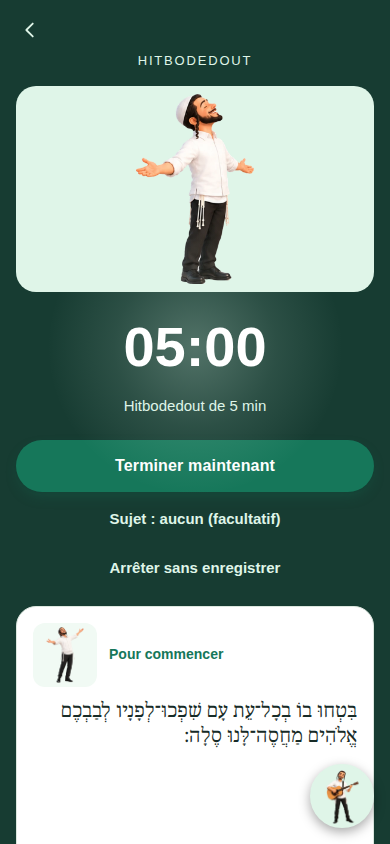 HITBODEDOUT
05:00
Hitbodedout de 5 min
Terminer maintenant
Sujet : aucun (facultatif)
Arrêter sans enregistrer
Pour commencer
בִּטְחוּ בוֹ בְכׇל־עֵת עָם שִׁפְכוּ־לְפָנָיו לְבַבְכֶם
אֱלֹהִים מַחֲסֶה־לָּנוּ סֶלָה׃